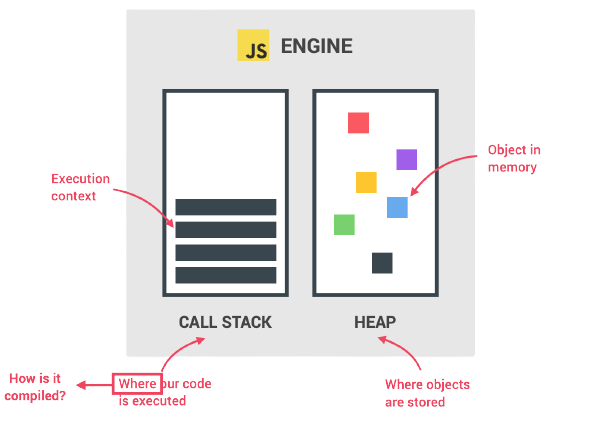 JS ENGINE
Execution
context
Object in
memory
CALL STACK
HEAP
How is it
compiled?
Where our code
is executed
Where objects
are stored